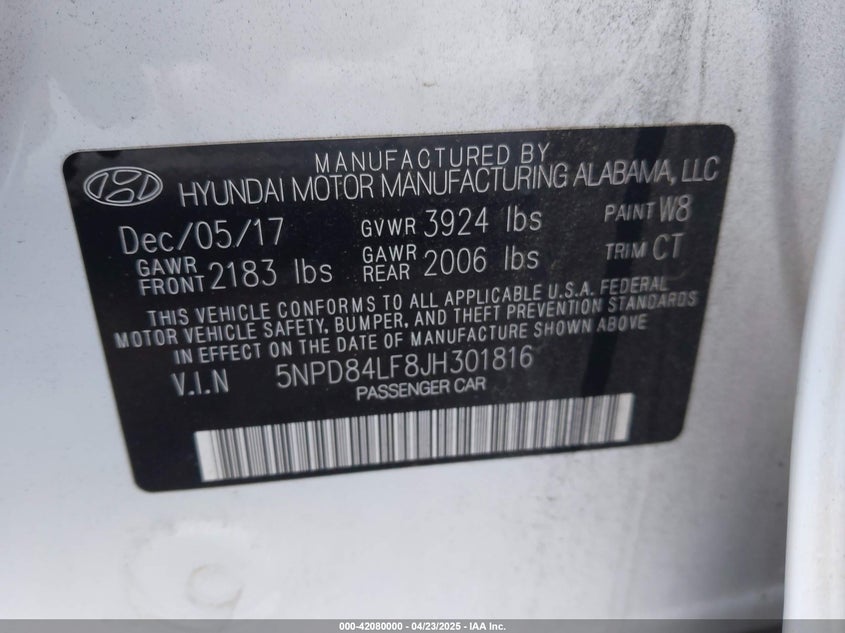 MANUFACTURED BY
HYUNDAI MOTOR MANUFACTURING ALABAMA, LLC
Dec/05/17 GVWR 3924 lbs PAINT W8
GAWR FRONT 2183 lbs GAWR REAR 2006 lbs TRIM CT
THIS VEHICLE CONFORMS TO ALL APPLICABLE U.S.A. FEDERAL
MOTOR VEHICLE SAFETY, BUMPER, AND THEFT PREVENTION STANDARDS
IN EFFECT ON THE DATE OF MANUFACTURE SHOWN ABOVE.
V.I.N 5NPD84LF8JH301816
PASSENGER CAR
000-42080000 - 04/23/2025 - IAA Inc.